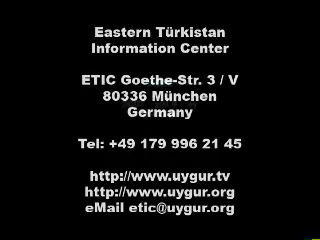 Eastern Türkistan
Information Center
ETIC Goethe-Str. 3 / V
80336 München
Germany
Tel: +49 179 996 21 45
http://www.uygur.tv
http://www.uygur.org
eMail etic@uygur.org